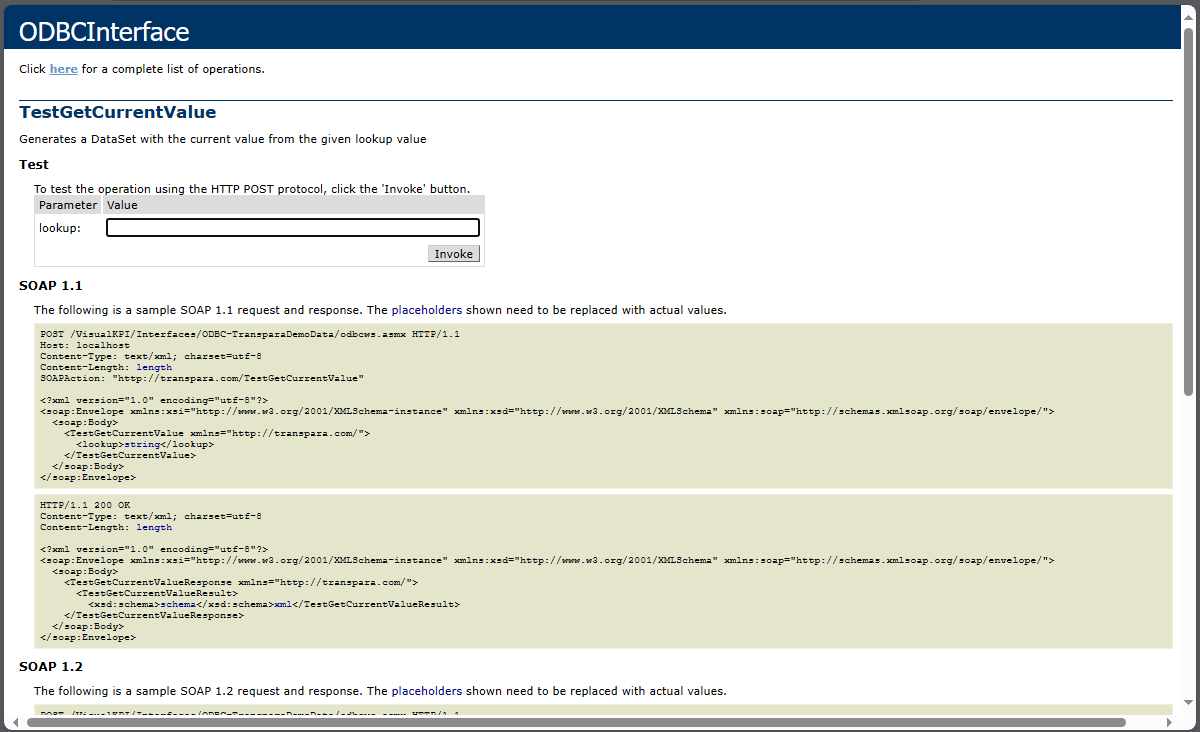 ODBCInterface
Click here for a complete list of operations.
TestGetCurrentValue
Generates a DataSet with the current value from the given lookup value
Test
To test the operation using the HTTP POST protocol, click the 'Invoke' button.
Parameter Value
lookup:
Invoke
SOAP 1.1
The following is a sample SOAP 1.1 request and response. The placeholders shown need to be replaced with actual values.
POST /VisualKPI/Interfaces/ODBC-TransparaDemoData/odbcws.asmx HTTP/1.1
Host: localhost
Content-Type: text/xml; charset=utf-8
Content-Length: length
SOAPAction: "http://transpara.com/TestGetCurrentValue"
<?xml version="1.0" encoding="utf-8"?>
<soap:Envelope xmlns:xsi="http://www.w3.org/2001/XMLSchema-instance" xmlns:xsd="http://www.w3.org/2001/XMLSchema" xmlns:soap="http://schemas.xmlsoap.org/soap/envelope/">
<soap:Body>
<TestGetCurrentValue xmlns="http://transpara.com/">
<lookup>string</lookup>
</TestGetCurrentValue>
</soap:Body>
</soap:Envelope>
HTTP/1.1 200 OK
Content-Type: text/xml; charset=utf-8
Content-Length: length
<?xml version="1.0" encoding="utf-8"?>
<soap:Envelope xmlns:xsi="http://www.w3.org/2001/XMLSchema-instance" xmlns:xsd="http://www.w3.org/2001/XMLSchema" xmlns:soap="http://schemas.xmlsoap.org/soap/envelope/">
<soap:Body>
<TestGetCurrentValueResponse xmlns="http://transpara.com/">
<TestGetCurrentValueResult>
<xsd:schema>schema</xsd:schema>xml</TestGetCurrentValueResult>
</TestGetCurrentValueResponse>
</soap:Body>
</soap:Envelope>
SOAP 1.2
The following is a sample SOAP 1.2 request and response. The placeholders shown need to be replaced with actual values.
POST /VisualKPI/Interfaces/ODBC-TransparaDemoData/odbcws.asmx HTTP/1.1